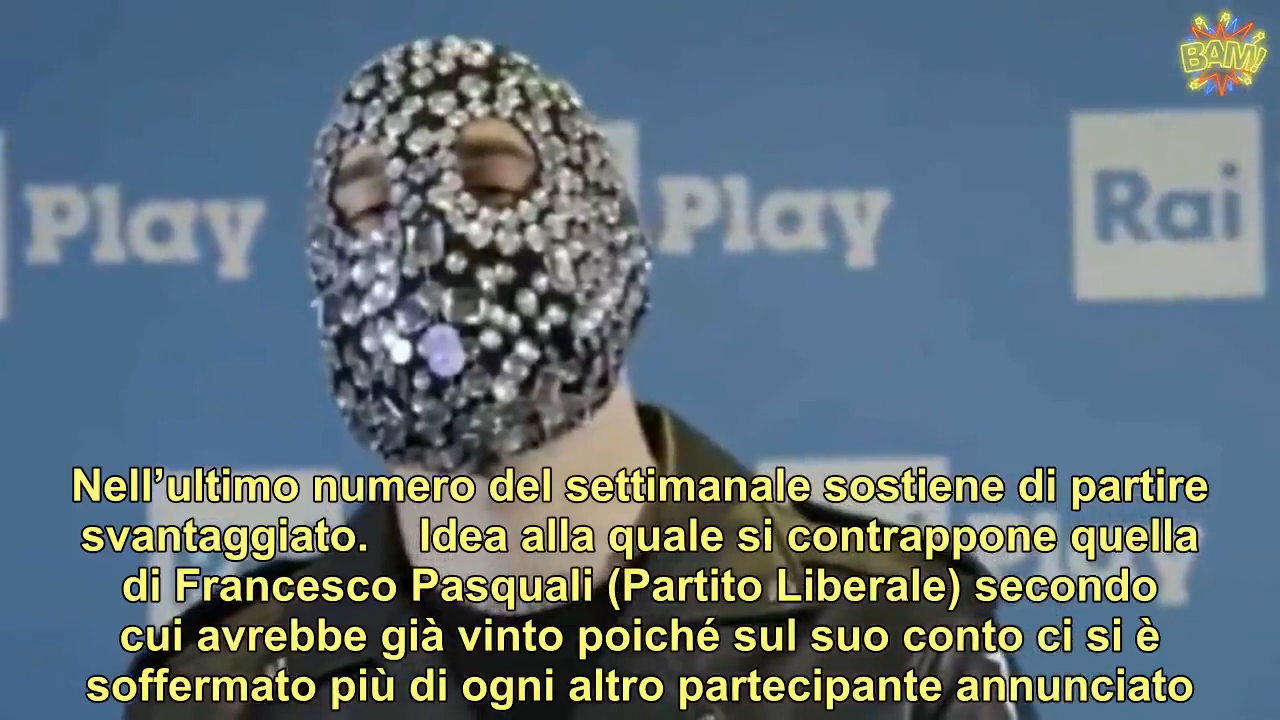 BAM!
Play
Play
Rai
Nell’ultimo numero del settimanale sostiene di partire
svantaggiato. Idea alla quale si contrappone quella
di Francesco Pasquali (Partito Liberale) secondo
cui avrebbe già vinto poiché sul suo conto ci si è
soffermato più di ogni altro partecipante annunciato